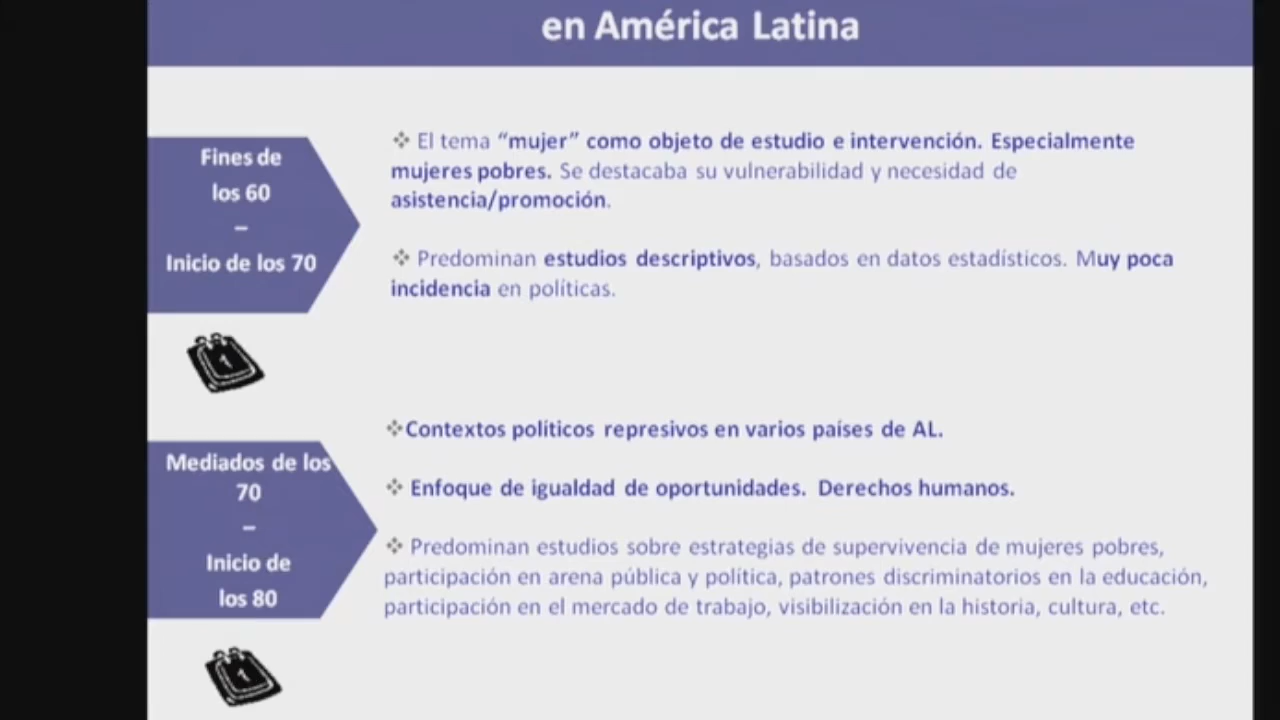 en América Latina
Fines de
los 60
–
Inicio de los 70
❖ El tema “mujer” como objeto de estudio e intervención. Especialmente
mujeres pobres. Se destacaba su vulnerabilidad y necesidad de
asistencia/promoción.
❖ Predominan estudios descriptivos, basados en datos estadísticos. Muy poca
incidencia en políticas.
1
Mediados de los
70
–
Inicio de
los 80
❖Contextos políticos represivos en varios países de AL.
❖ Enfoque de igualdad de oportunidades. Derechos humanos.
❖ Predominan estudios sobre estrategias de supervivencia de mujeres pobres,
participación en arena pública y política, patrones discriminatorios en la educación,
participación en el mercado de trabajo, visibilización en la historia, cultura, etc.
1